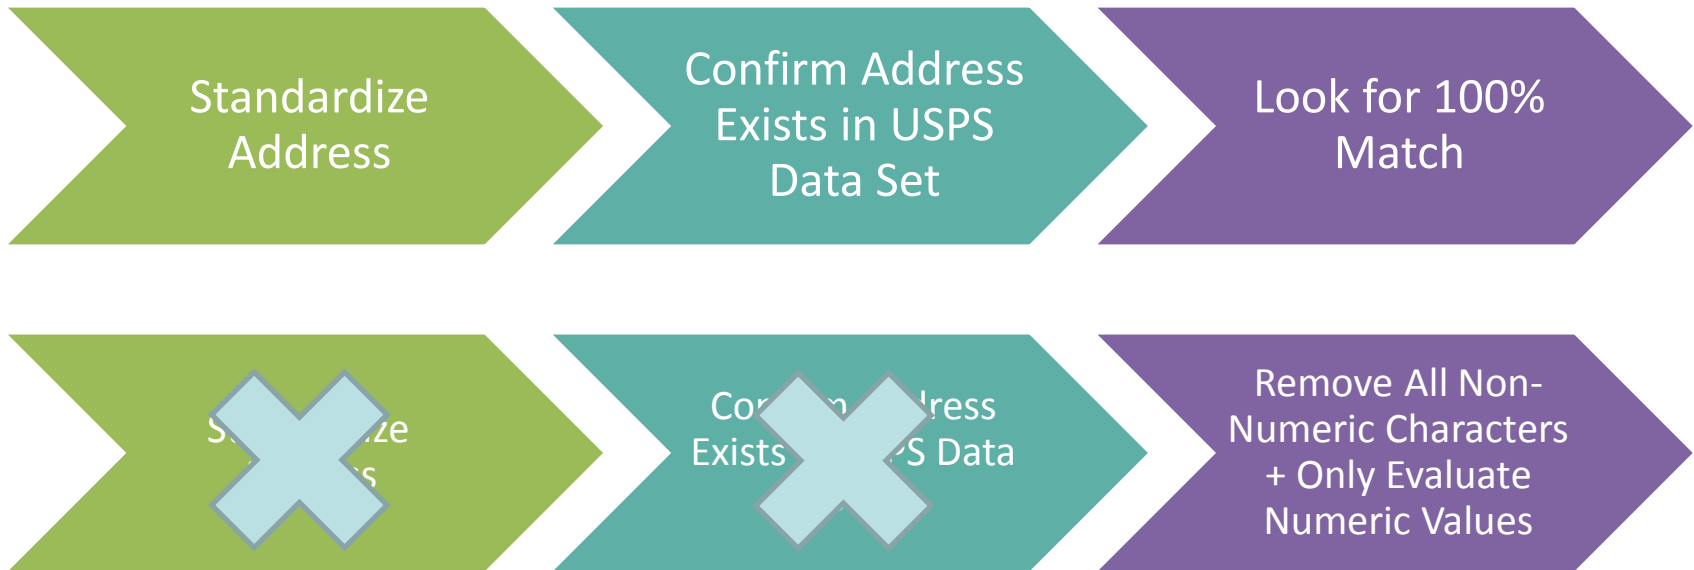 Standardize
Address
Confirm Address
Exists in USPS
Data Set
Look for 100%
Match
Exists
Data
Remove All Non-
Numeric Characters
+ Only Evaluate
Numeric Values